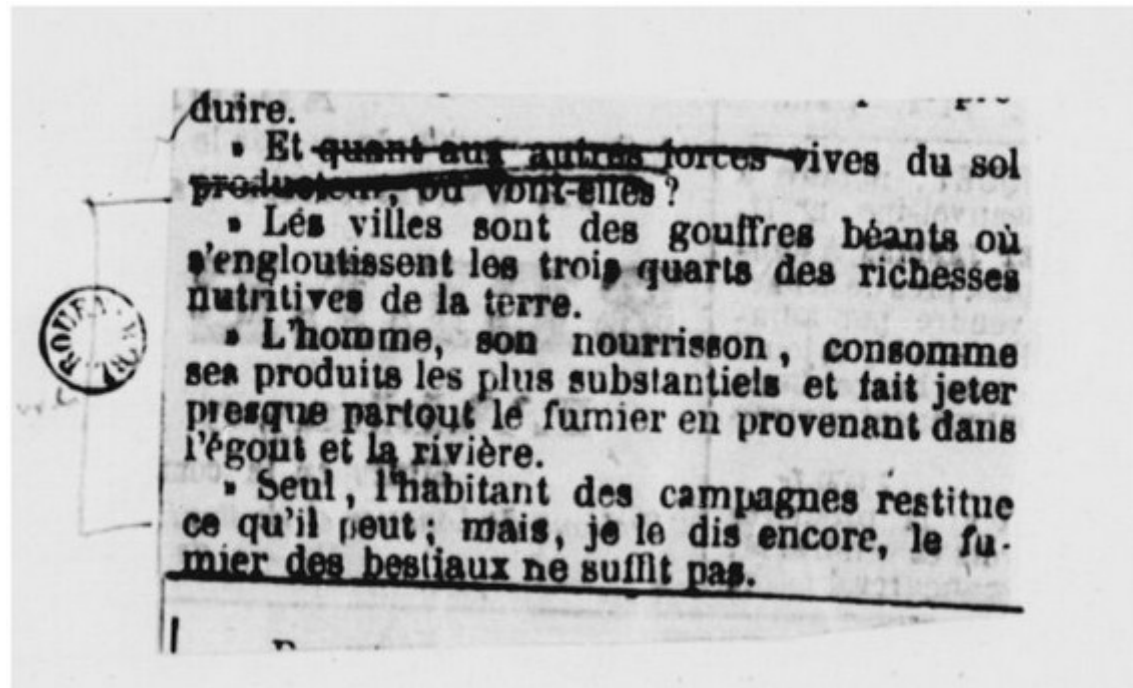 duire.
» Et quant aux autres forces vives du sol
producteur, où vont-elles ?
» Les villes sont des gouffres béants où
s'engloutissent les trois quarts des richesses
nutritives de la terre.
» L'homme, son nourrisson, consomme
ses produits les plus substantiels et fait jeter
presque partout le fumier en provenant dans
l'égout et la rivière.
» Seul, l'habitant des campagnes restitue
ce qu'il peut ; mais, je le dis encore, le fu-
mier des bestiaux ne suffit pas.